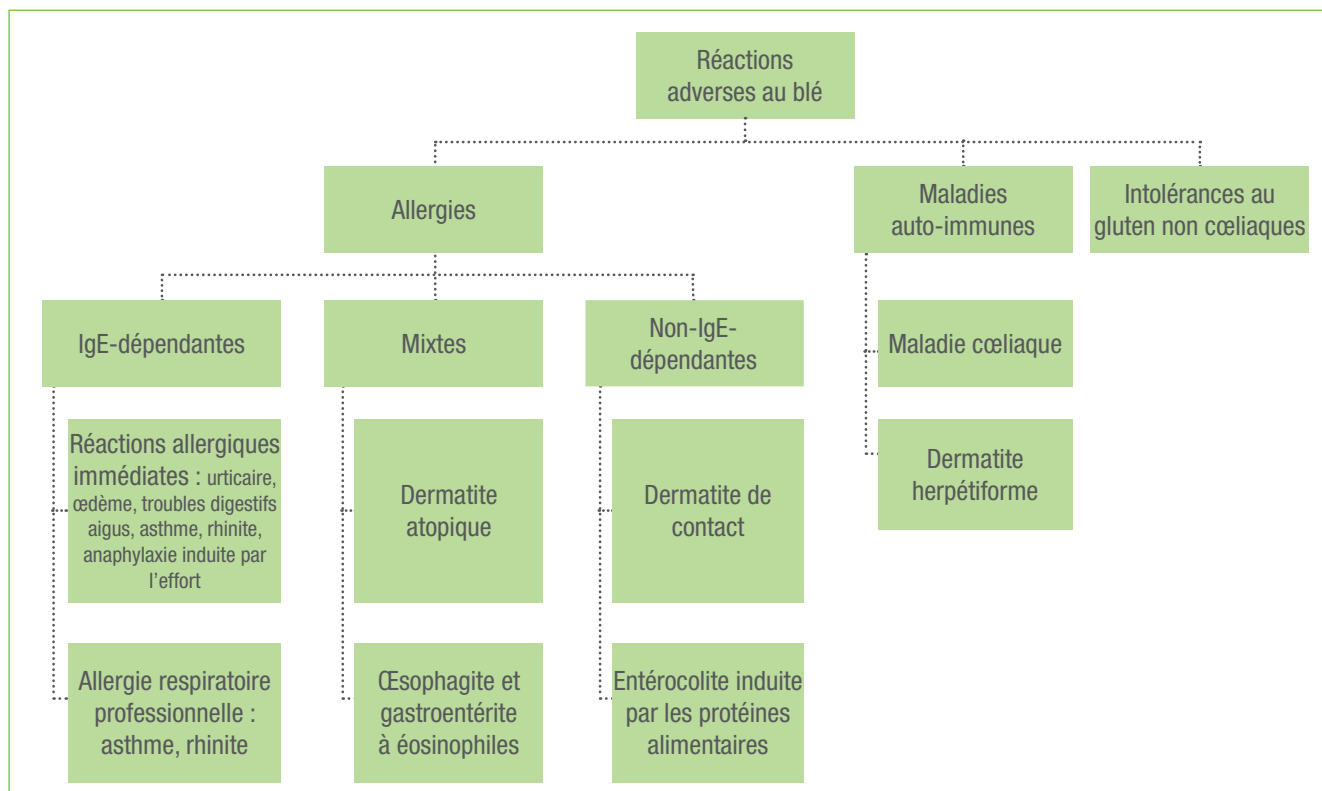 Réactions
adverses au blé
Allergies
Maladies
auto-immunes
Intolérances au
gluten non cœliaques
IgE-dépendantes
Mixtes
Non-IgE-
dépendantes
Maladie cœliaque
Réactions allergiques
immédiates : urticaire,
œdème, troubles digestifs
aigus, asthme, rhinite,
anaphylaxie induite par
l’effort
Dermatite
atopique
Dermatite de
contact
Dermatite
herpétiforme
Allergie respiratoire
professionnelle :
asthme, rhinite
Œsophagite et
gastroentérite
à éosinophiles
Entérocolite induite
par les protéines
alimentaires